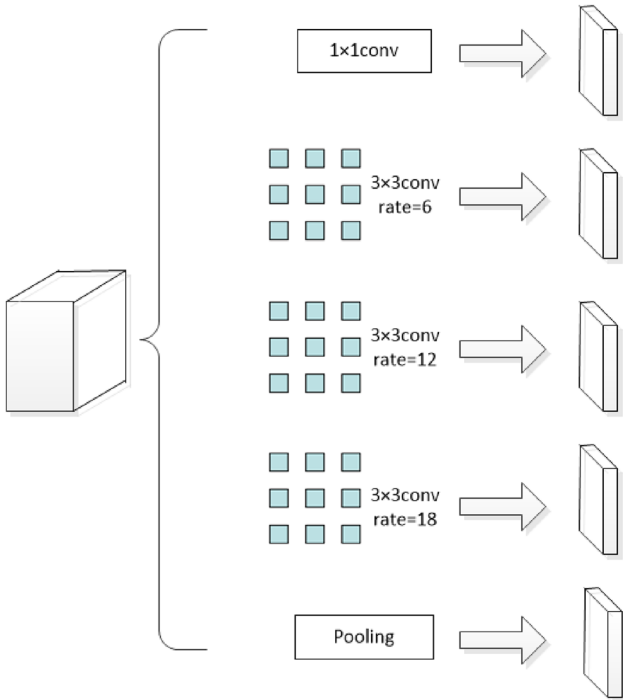 1×1conv
3×3conv
rate=6
3×3conv
rate=12
3×3conv
rate=18
Pooling